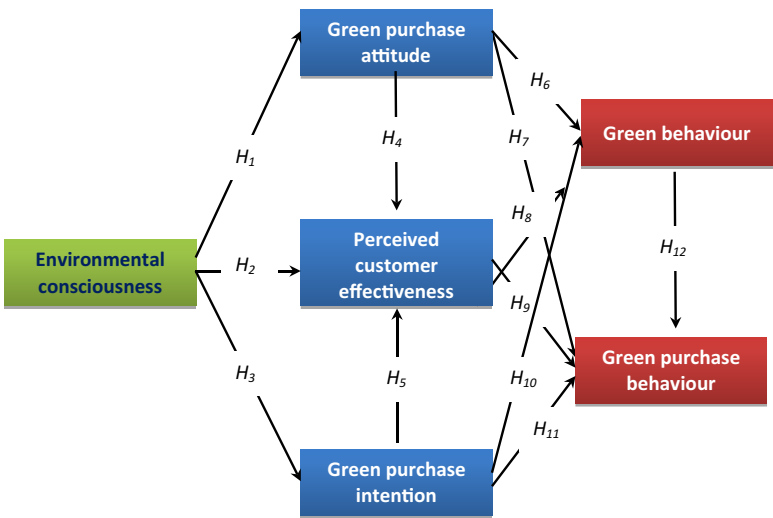 Green purchase
attitude
H6
Green behaviour
H4
H7
H1
H8
Perceived
customer
effectiveness
Environmental
consciousness
H2
H12
H9
H3
H5
H10
Green purchase
behaviour
H11
Green purchase
intention